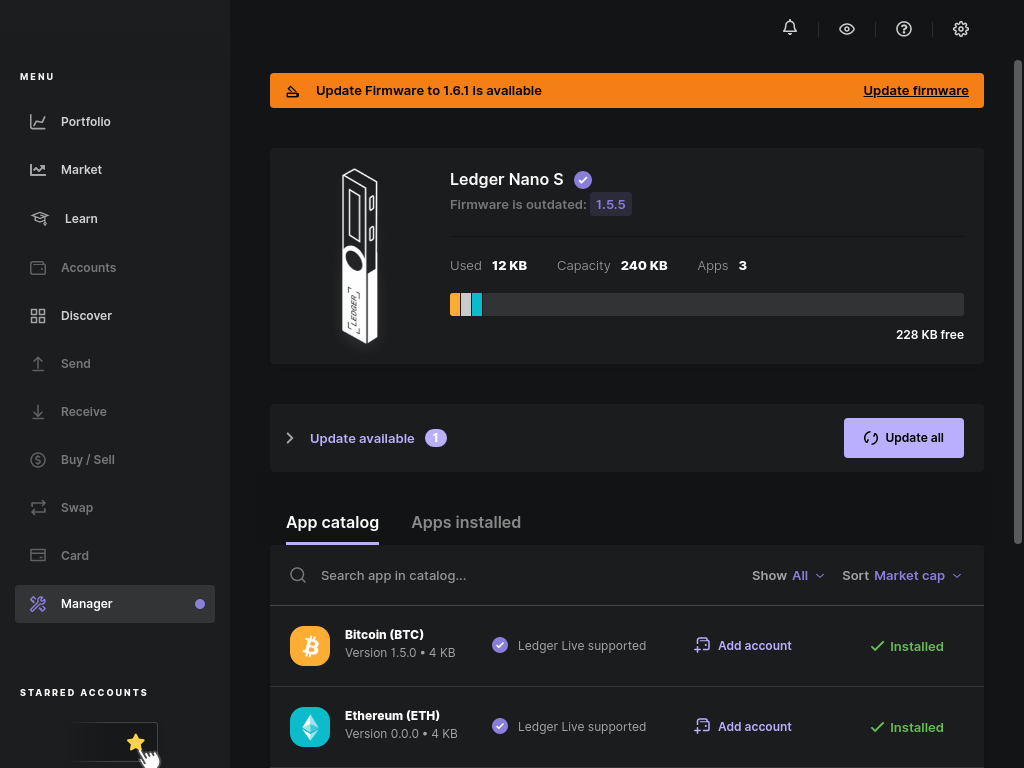 MENU
Portfolio
Market
Learn
Accounts
Discover
Send
Receive
Buy / Sell
Swap
Card
Manager
STARRED ACCOUNTS
Update Firmware to 1.6.1 is available
Update firmware
LEDGER
Ledger Nano S
Firmware is outdated: 1.5.5
Used 12 KB Capacity 240 KB Apps 3
228 KB free
Update available 1
Update all
App catalog Apps installed
Search app in catalog...
Show All Sort Market cap
Bitcoin (BTC)
Version 1.5.0 • 4 KB
Ledger Live supported
Add account
Installed
Ethereum (ETH)
Version 0.0.0 • 4 KB
Ledger Live supported
Add account
Installed